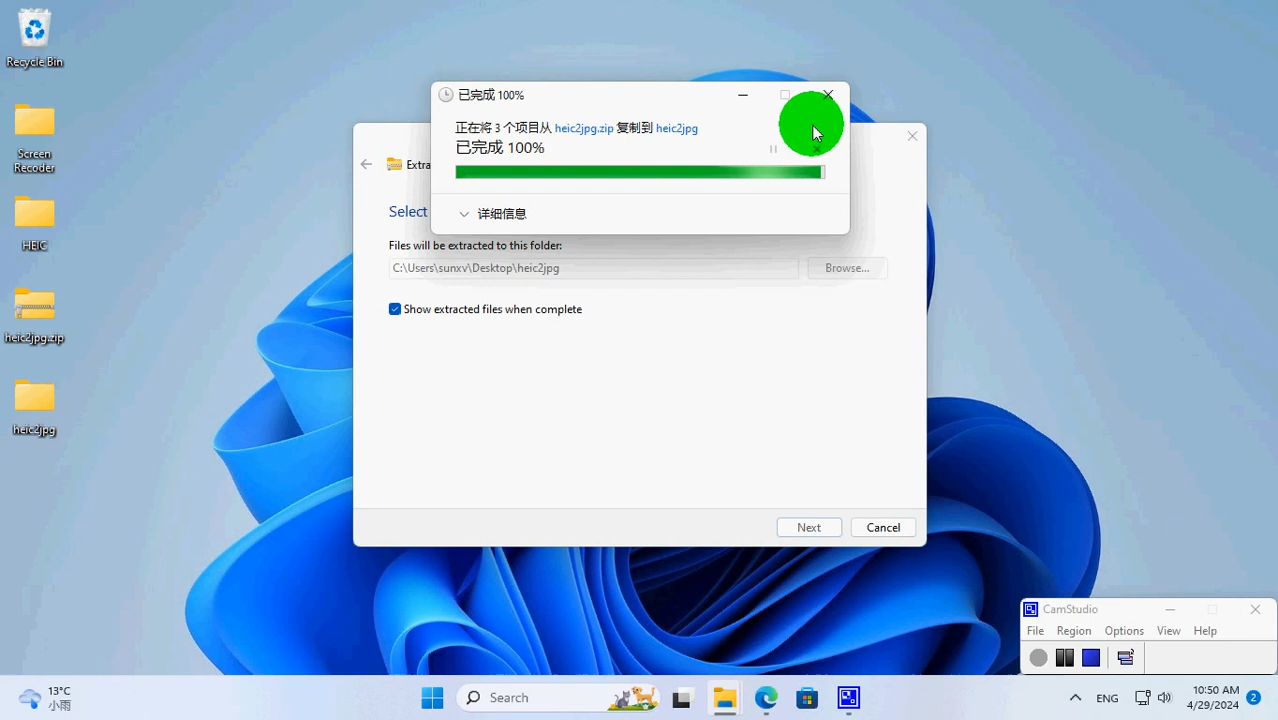 Recycle Bin
Screen
Recoder
HEIC
heic2jpg.zip
heic2jpg
已完成 100%
正在将 3 个项目从 heic2jpg.zip 复制到 heic2jpg
已完成 100%
详细信息
Extra
Select
Files will be extracted to this folder:
C:\Users\sunxv\Desktop\heic2jpg
Browse...
Show extracted files when complete
Next
Cancel
CamStudio
File Region Options View Help
13°C
小雨
Search
ENG
10:50 AM
4/29/2024
2